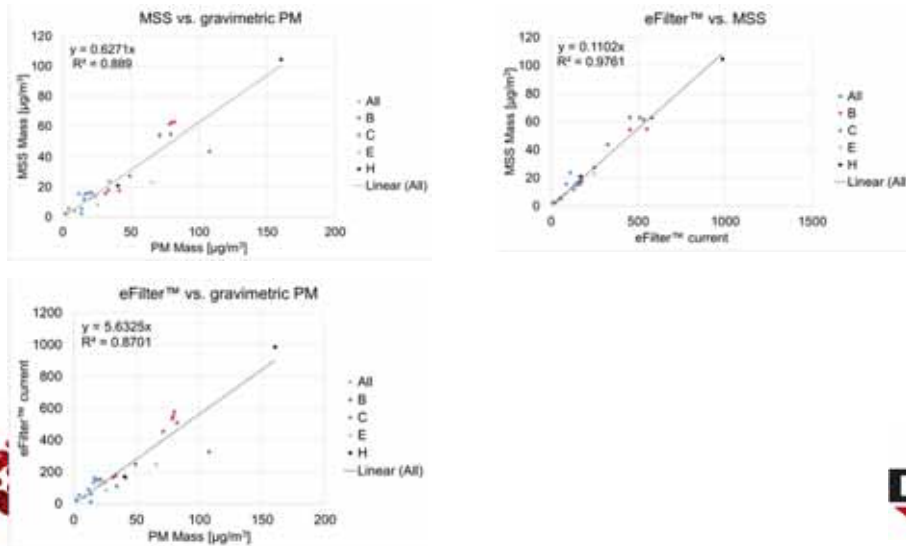 MSS vs. gravimetric PM
y = 0.6271x
R² = 0.889
MSS Mass [µg/m³]
120
100
80
60
40
20
0
0 50 100 150 200
PM Mass [µg/m³]
All
B
C
E
H
Linear (All)
eFilter™ vs. MSS
y = 0.1102x
R² = 0.9761
MSS Mass [µg/m³]
120
100
80
60
40
20
0
0 500 1000 1500
eFilter™ current
All
B
C
E
H
Linear (All)
eFilter™ vs. gravimetric PM
y = 5.6325x
R² = 0.8701
eFilter™ current
1200
1000
800
600
400
200
0
0 50 100 150 200
PM Mass [µg/m³]
All
B
C
E
H
Linear (All)